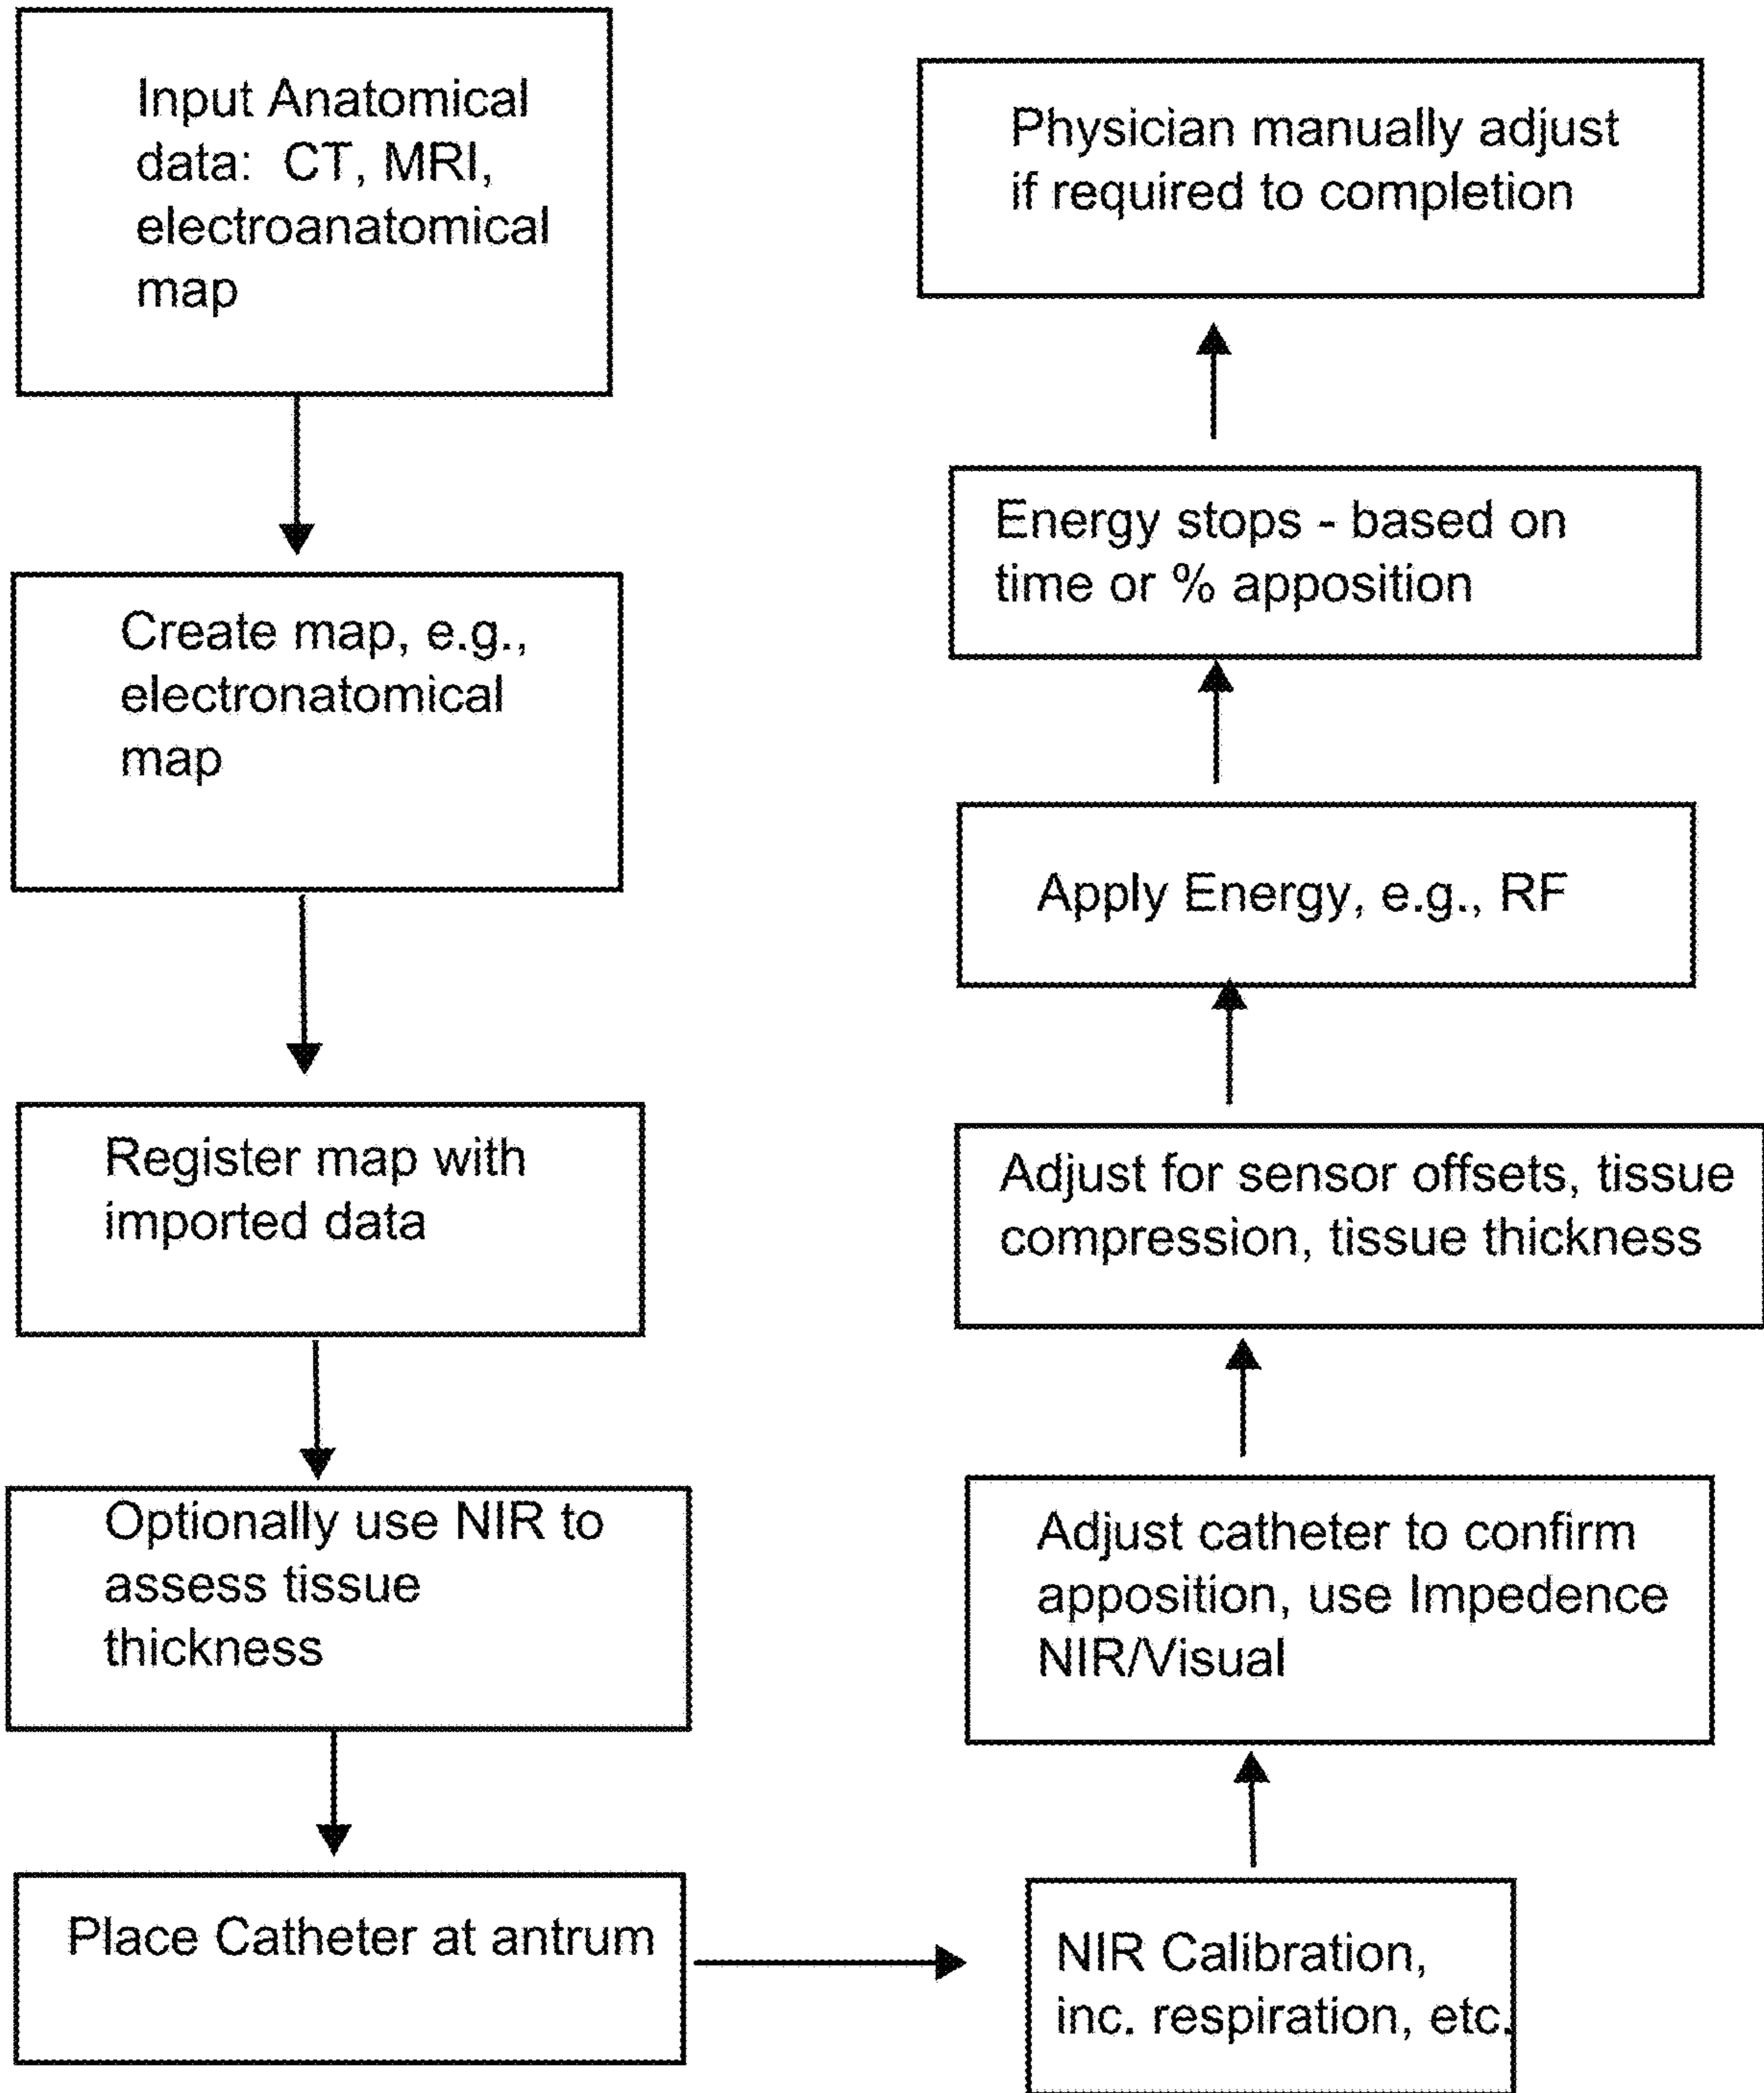 Input Anatomical
data:  CT, MRI,
electroanatomical
map
Create map, e.g.,
electronatomical
map
Register map with
imported data
Optionally use NIR to
assess tissue
thickness
Place Catheter at antrum
NIR Calibration,
inc. respiration, etc.
Adjust catheter to confirm
apposition, use Impedence
NIR/Visual
Adjust for sensor offsets, tissue
compression, tissue thickness
Apply Energy, e.g., RF
Energy stops - based on
time or % apposition
Physician manually adjust
if required to completion